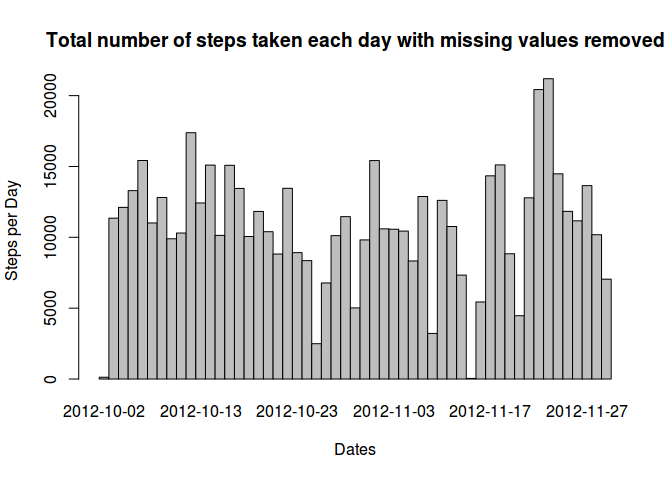 Total number of steps taken each day with missing values removed
Steps per Day
20000
15000
10000
5000
0
2012-10-02 2012-10-13 2012-10-23 2012-11-03 2012-11-17 2012-11-27
Dates